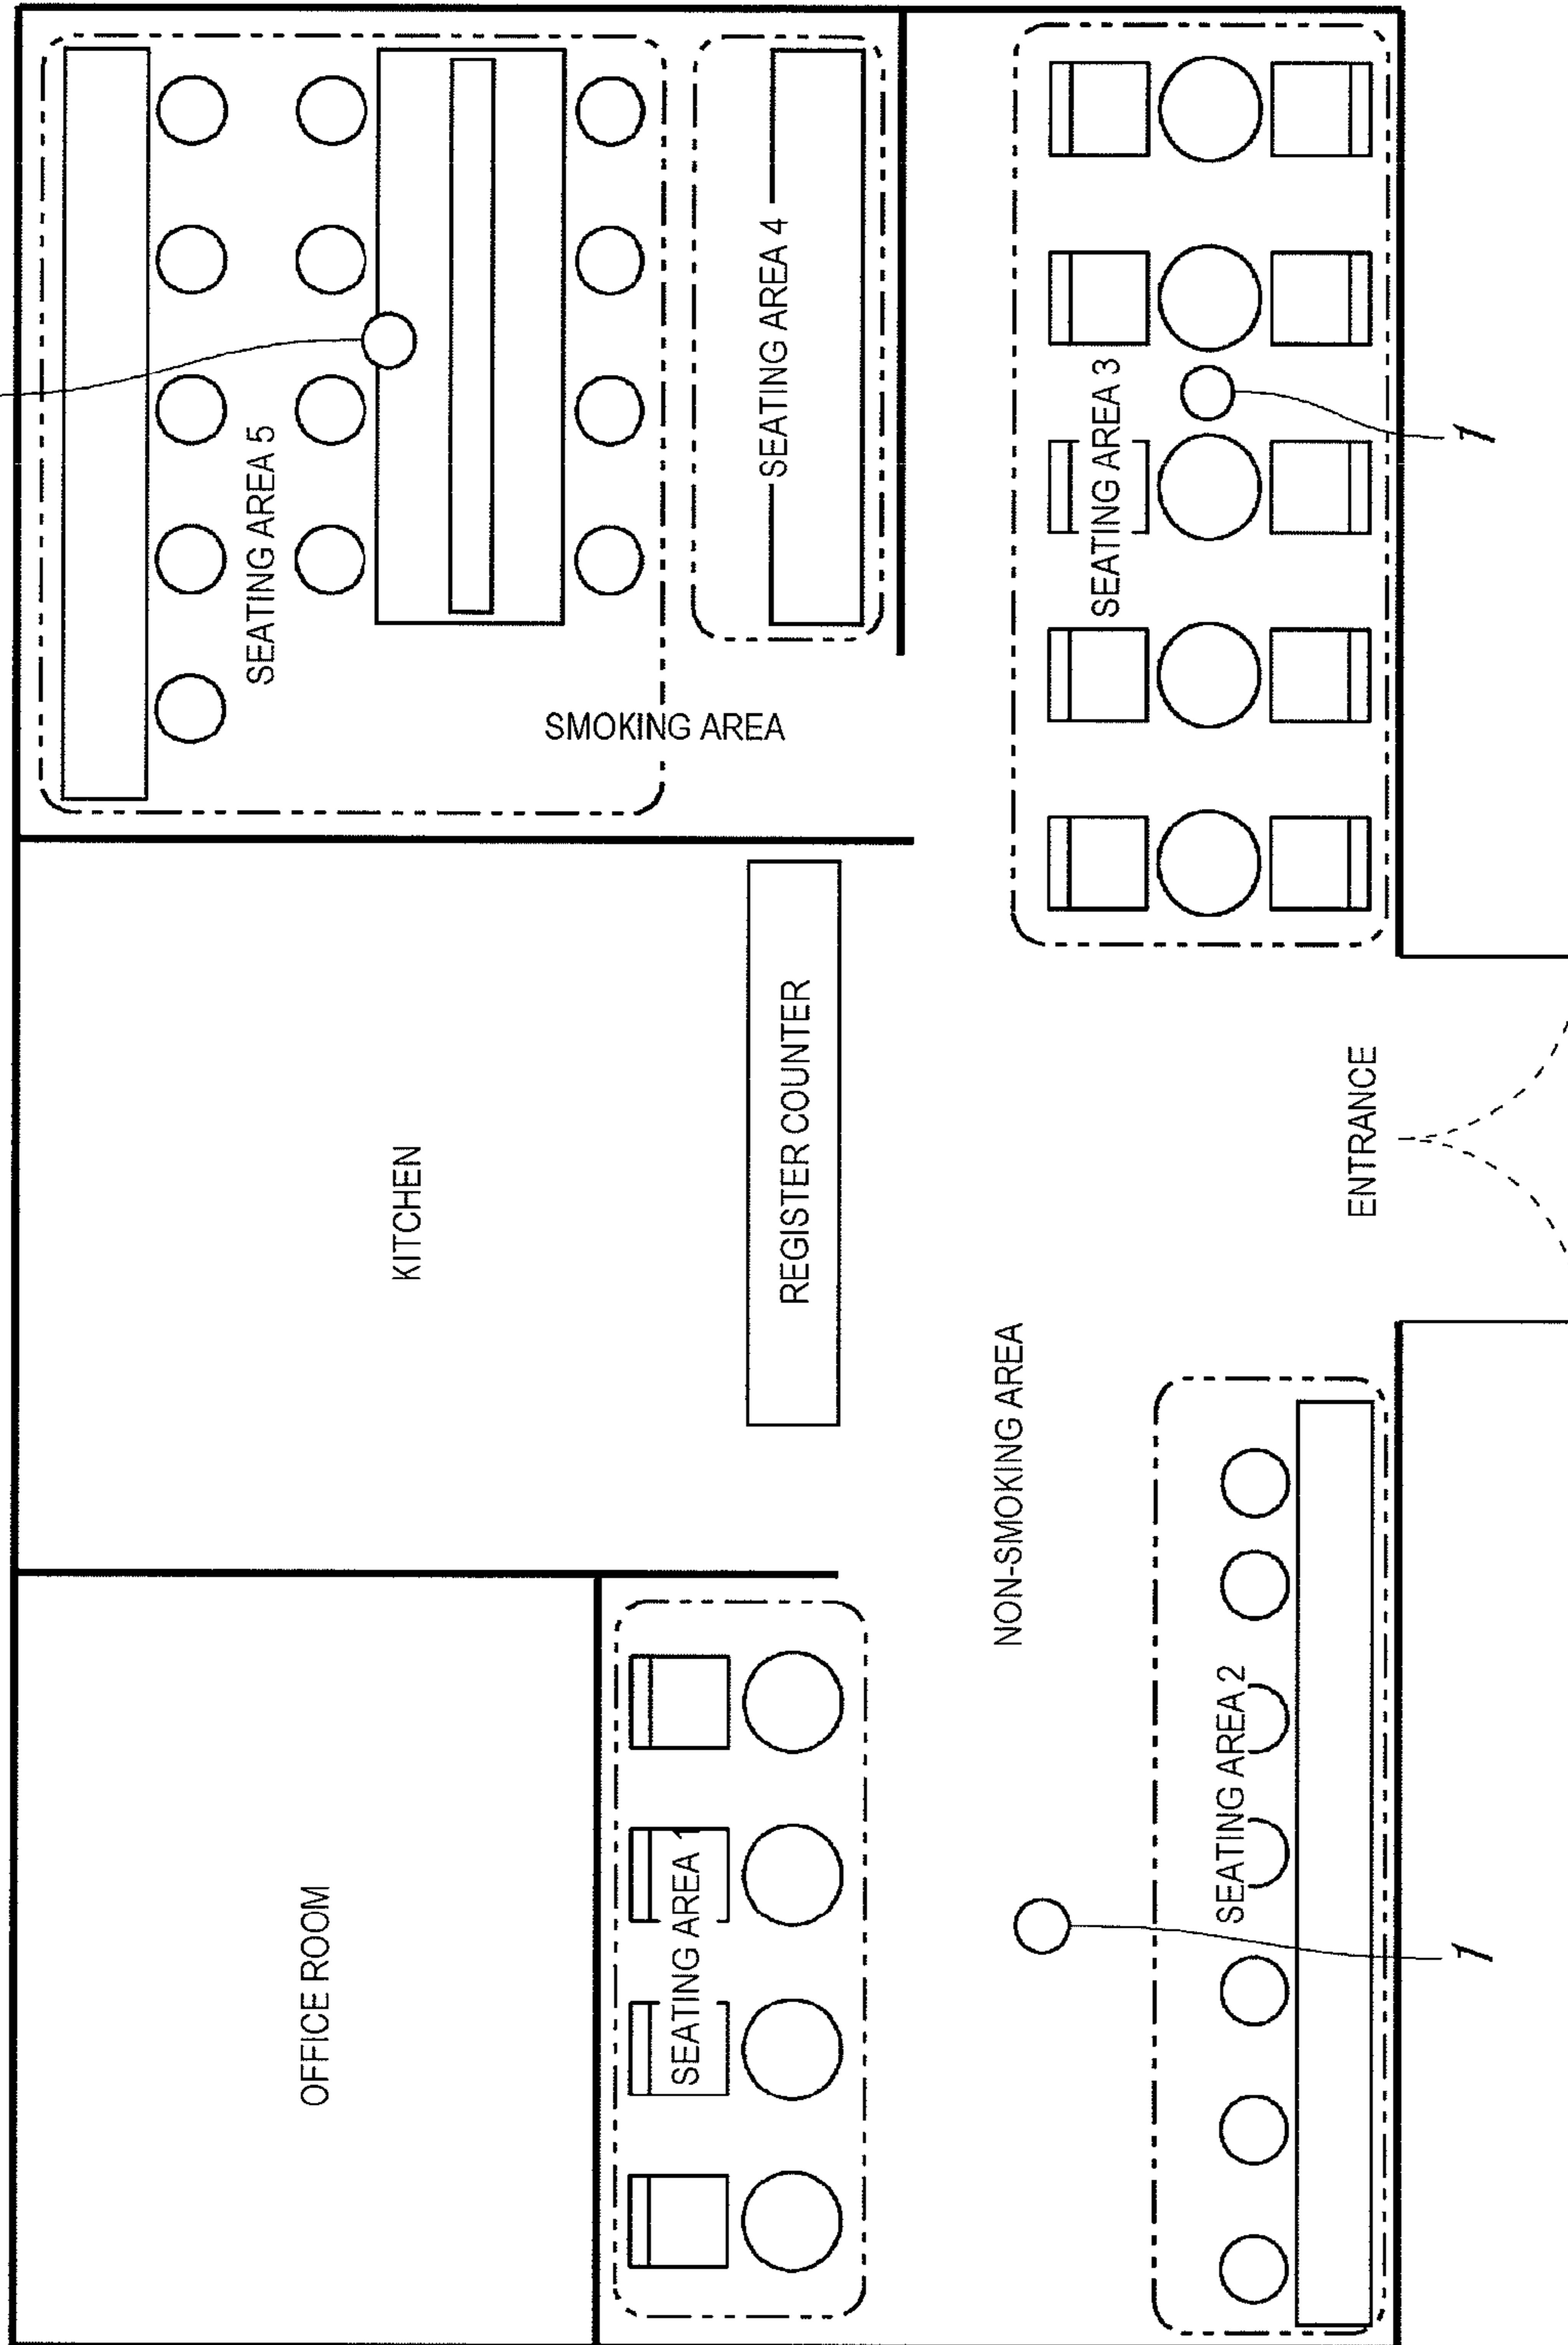 OFFICE ROOM
KITCHEN
SEATING AREA 5
SMOKING AREA
SEATING AREA 1
REGISTER COUNTER
SEATING AREA 4
NON-SMOKING AREA
SEATING AREA 2
ENTRANCE
SEATING AREA 3
1
1